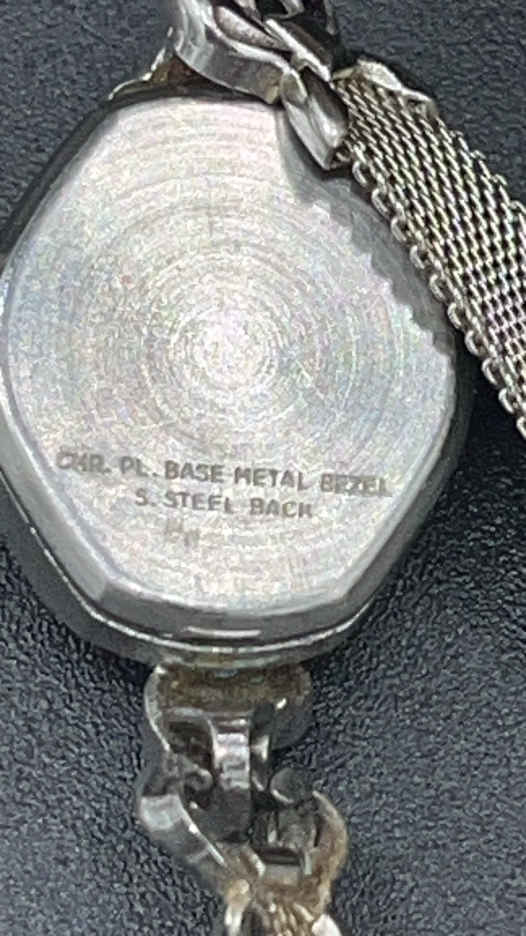 CHR. PL. BASE METAL BEZEL
S. STEEL BACK